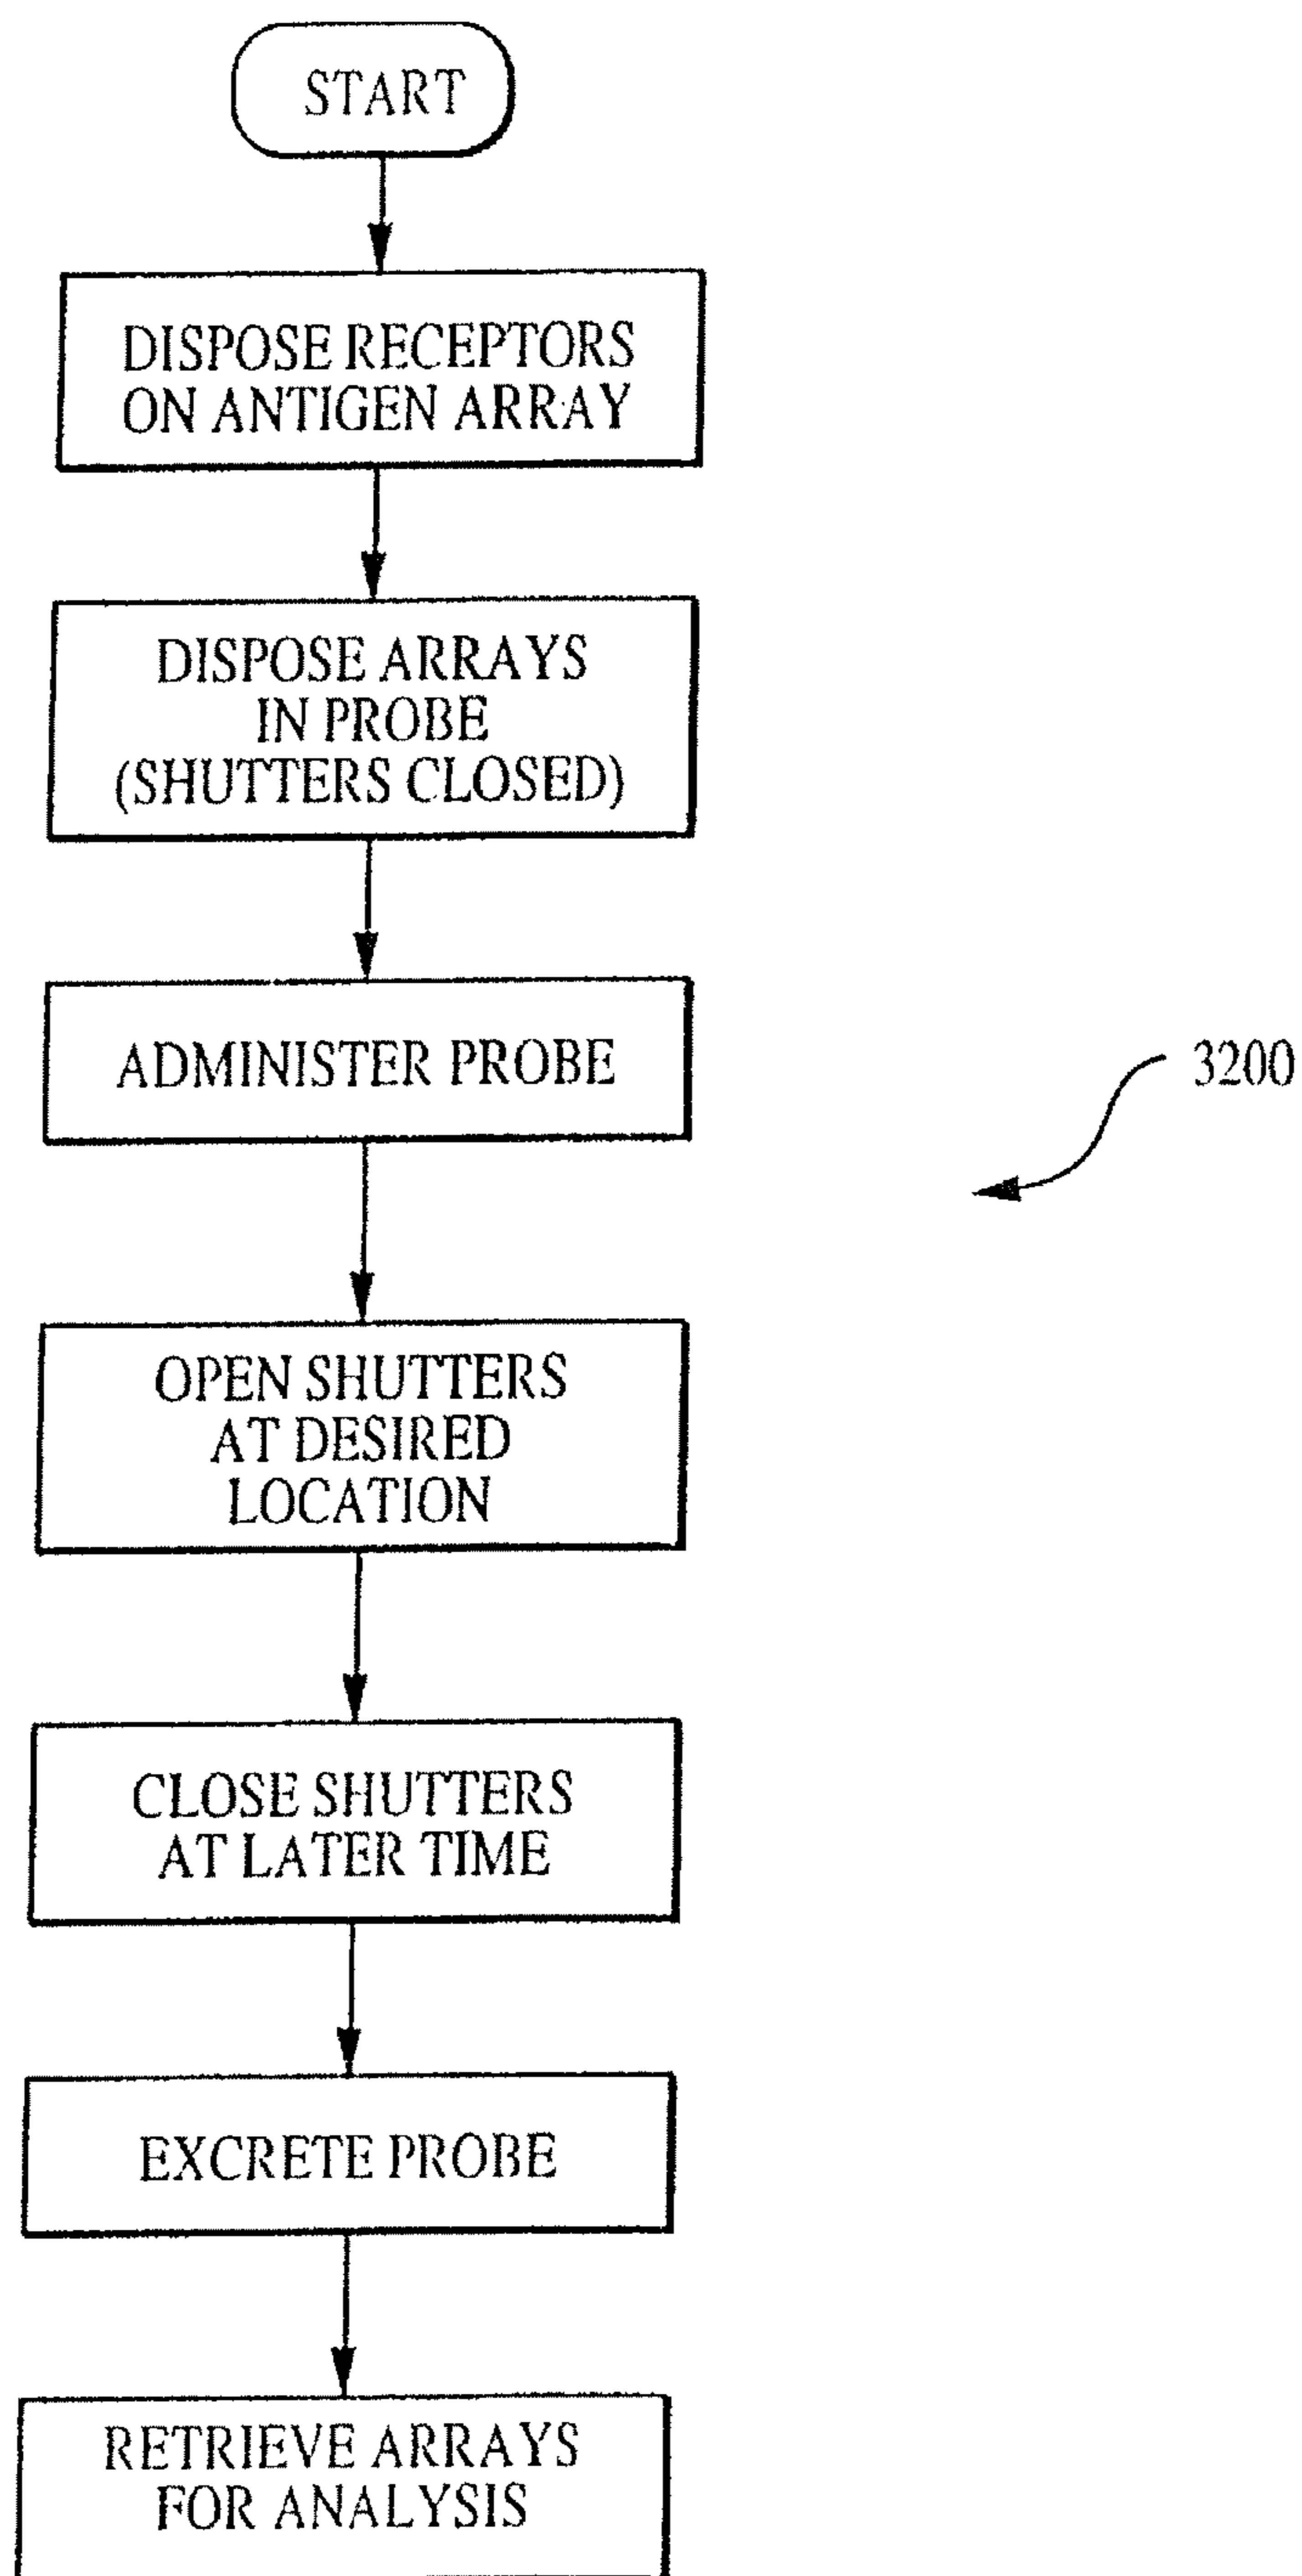 START
DISPOSE RECEPTORS
ON ANTIGEN ARRAY
DISPOSE ARRAYS
IN PROBE
(SHUTTERS CLOSED)
ADMINISTER PROBE
3200
OPEN SHUTTERS
AT DESIRED
LOCATION
CLOSE SHUTTERS
AT LATER TIME
EXCRETE PROBE
RETRIEVE ARRAYS
FOR ANALYSIS